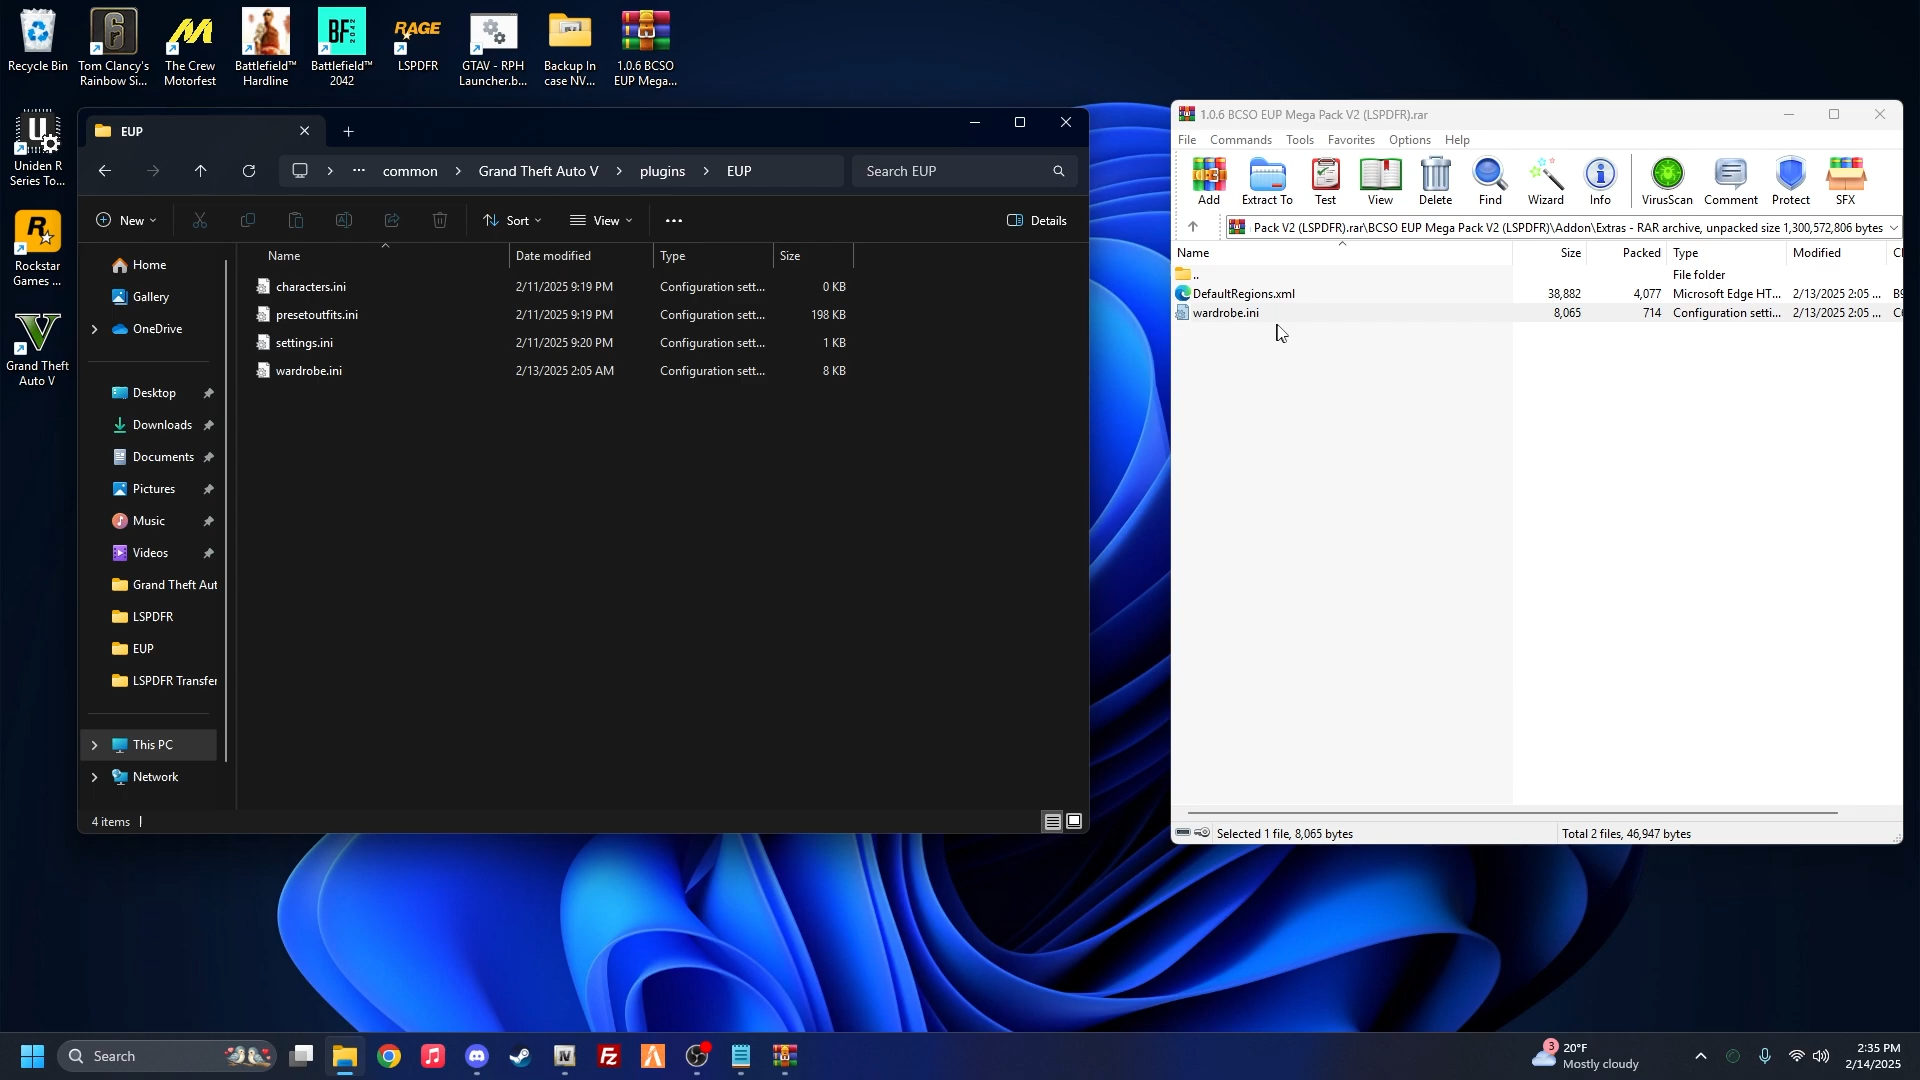 Recycle Bin
Tom Clancy's
Rainbow Si...
The Crew
Motorfest
Battlefield™
Hardline
BF
2042
Battlefield™
2042
RAGE
LSPDFR
GTAV - RPH
Launcher.b...
Backup In
case NV...
1.0.6 BCSO
EUP Mega...
Uniden R
Series To...
Rockstar
Games ...
Grand Theft
Auto V
EUP
common
Grand Theft Auto V
plugins
EUP
Search EUP
New
Sort
View
Details
Name
Date modified
Type
Size
characters.ini
2/11/2025 9:19 PM
Configuration sett...
0 KB
presetoutfits.ini
2/11/2025 9:19 PM
Configuration sett...
198 KB
settings.ini
2/11/2025 9:20 PM
Configuration sett...
1 KB
wardrobe.ini
2/13/2025 2:05 AM
Configuration sett...
8 KB
Home
Gallery
OneDrive
Desktop
Downloads
Documents
Pictures
Music
Videos
Grand Theft Aut
LSPDFR
EUP
LSPDFR Transfer
This PC
Network
4 items
1.0.6 BCSO EUP Mega Pack V2 (LSPDFR).rar
File Commands Tools Favorites Options Help
Add
Extract To
Test
View
Delete
Find
Wizard
Info
VirusScan
Comment
Protect
SFX
Pack V2 (LSPDFR).rar\BCSO EUP Mega Pack V2 (LSPDFR)\Addon\Extras - RAR archive, unpacked size 1,300,572,806 bytes
Name
Size
Packed
Type
Modified
..
File folder
DefaultRegions.xml
38,882
4,077
Microsoft Edge HT...
2/13/2025 2:05 ...
wardrobe.ini
8,065
714
Configuration setti...
2/13/2025 2:05 ...
Selected 1 file, 8,065 bytes
Total 2 files, 46,947 bytes
Search
3
20°F
Mostly cloudy
2:35 PM
2/14/2025